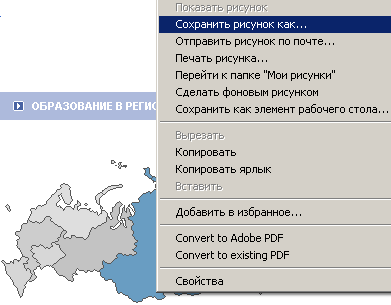 Показать рисунок
Сохранить рисунок как...
Отправить рисунок по почте...
Печать рисунка...
Перейти к папке "Мои рисунки"
Сделать фоновым рисунком
Сохранить как элемент рабочего стола...
ОБРАЗОВАНИЕ В РЕГИО
Вырезать
Копировать
Копировать ярлык
Вставить
Добавить в избранное...
Convert to Adobe PDF
Convert to existing PDF
Свойства